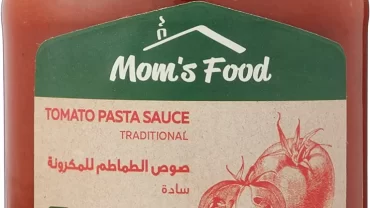 Mom's Food
TOMATO PASTA SAUCE
TRADITIONAL
صوص الطماطم للمكرونة
سادة